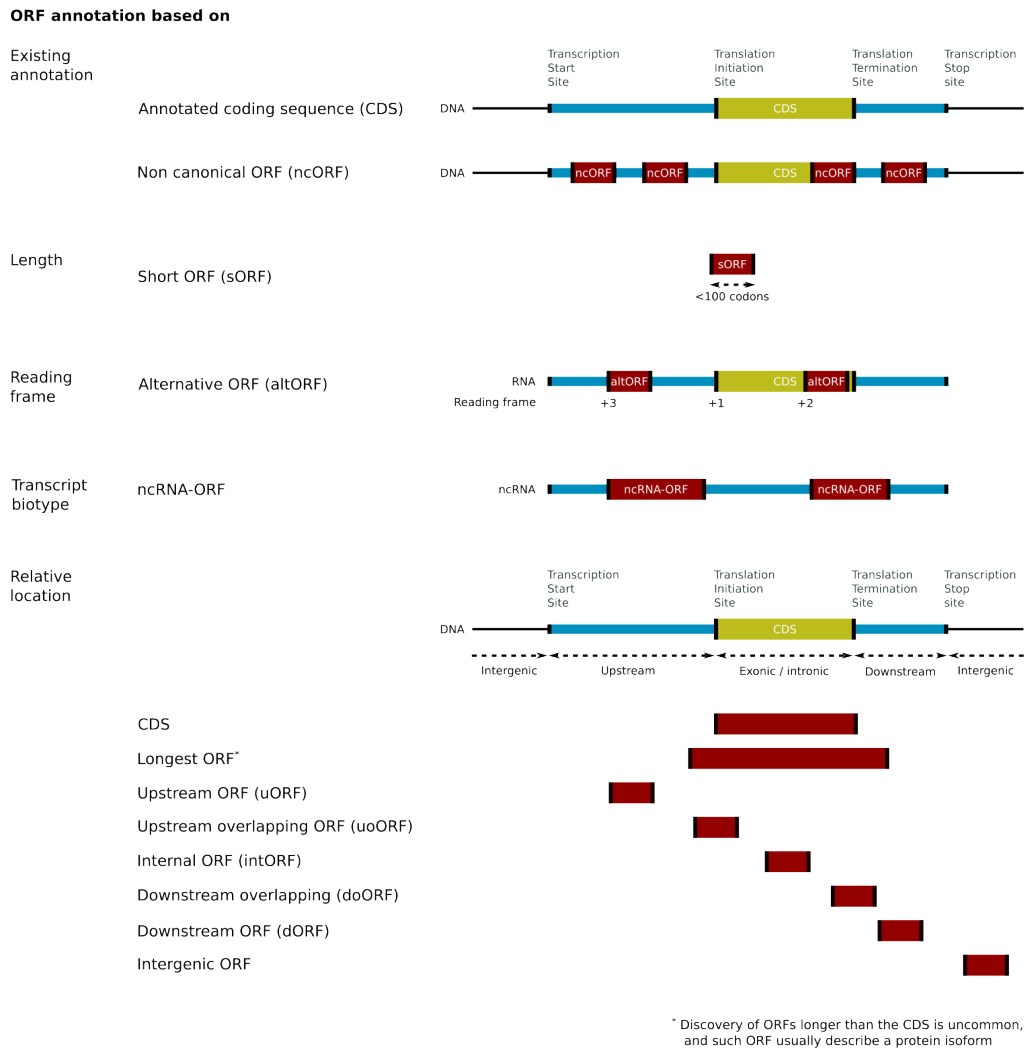 ORF annotation based on
Existing
annotation
Transcription
Start
Site
Translation
Initiation
Site
Translation
Termination
Site
Transcription
Stop
site
Annotated coding sequence (CDS)
DNA
CDS
Non canonical ORF (ncORF)
DNA
ncORF
ncORF
CDS
ncORF
ncORF
Length
Short ORF (sORF)
sORF
<100 codons
Reading
frame
Alternative ORF (altORF)
RNA
altORF
CDS
altORF
Reading frame
+3
+1
+2
Transcript
biotype
ncRNA-ORF
ncRNA
ncRNA-ORF
ncRNA-ORF
Relative
location
Transcription
Start
Site
Translation
Initiation
Site
Translation
Termination
Site
Transcription
Stop
site
DNA
CDS
Intergenic
Upstream
Exonic / intronic
Downstream
Intergenic
CDS
Longest ORF*
Upstream ORF (uORF)
Upstream overlapping ORF (uoORF)
Internal ORF (intORF)
Downstream overlapping (doORF)
Downstream ORF (dORF)
Intergenic ORF
* Discovery of ORFs longer than the CDS is uncommon,
and such ORF usually describe a protein isoform